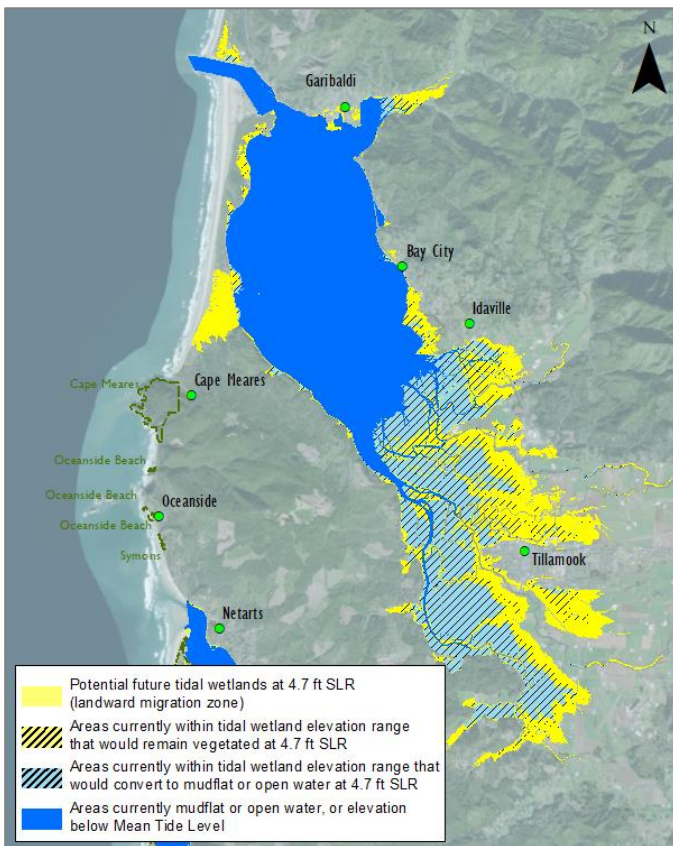 N
Garibaldi
Bay City
Idaville
Cape Meares
Cape Meares
Oceanside Beach
Oceanside Beach
Oceanside
Oceanside Beach
Tillamook
Symons
Netarts
Potential future tidal wetlands at 4.7 ft SLR
(landward migration zone)
Areas currently within tidal wetland elevation range
that would remain vegetated at 4.7 ft SLR
Areas currently within tidal wetland elevation range that
would convert to mudflat or open water at 4.7 ft SLR
Areas currently mudflat or open water, or elevation
below Mean Tide Level